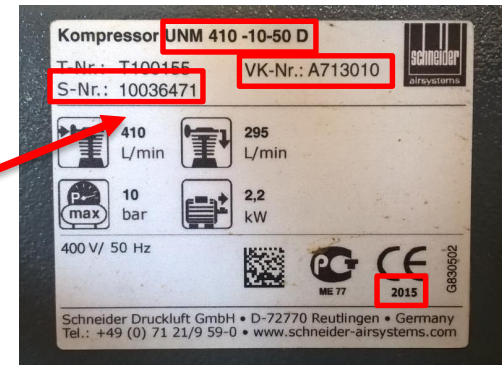 Kompressor UNM 410 -10-50 D
T-Nr.: T100155
VK-Nr.: A713010
S-Nr.: 10036471
schneider
airsystems
410
L/min
295
L/min
P
max
10
bar
2,2
kW
400 V/ 50 Hz
PG
ME 77
CE
2015
G830502
Schneider Druckluft GmbH • D-72770 Reutlingen • Germany
Tel.: +49 (0) 71 21/9 59-0 • www.schneider-airsystems.com